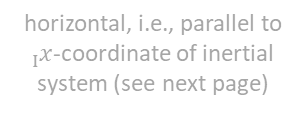 horizontal, i.e., parallel to
Ix-coordinate of inertial
system (see next page)